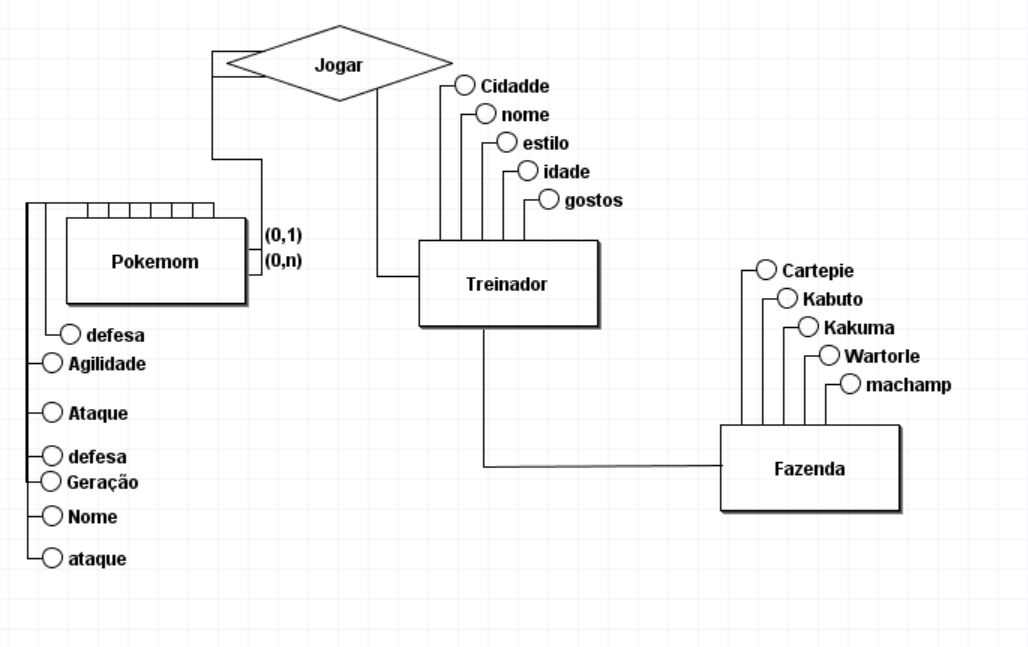 Jogar
Cidadde
nome
estilo
idade
gostos
(0,1)
(0,n)
Pokemom
Treinador
defesa
Agilidade
Ataque
defesa
Geração
Nome
ataque
Cartepie
Kabuto
Kakuma
Wartorle
machamp
Fazenda